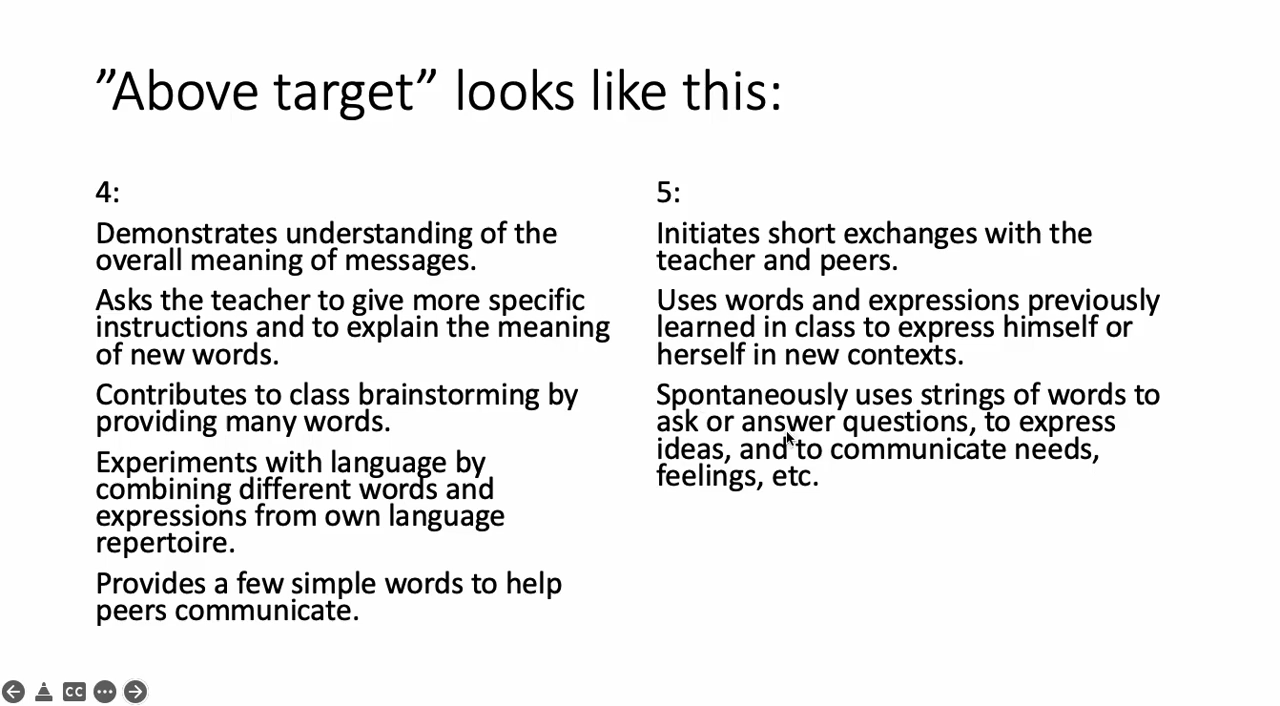 ”Above target” looks like this:
4:
Demonstrates understanding of the
overall meaning of messages.
Asks the teacher to give more specific
instructions and to explain the meaning
of new words.
Contributes to class brainstorming by
providing many words.
Experiments with language by
combining different words and
expressions from own language
repertoire.
Provides a few simple words to help
peers communicate.
5:
Initiates short exchanges with the
teacher and peers.
Uses words and expressions previously
learned in class to express himself or
herself in new contexts.
Spontaneously uses strings of words to
ask or answer questions, to express
ideas, and to communicate needs,
feelings, etc.
CC